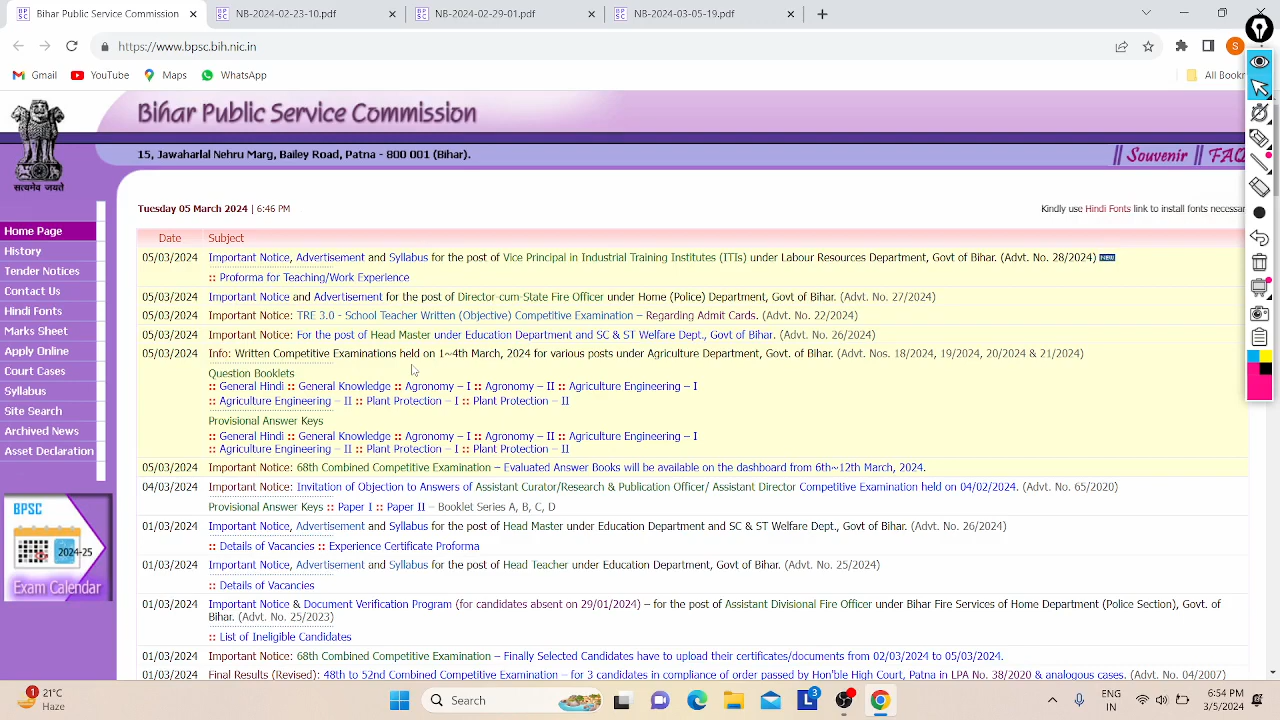 Bihar Public Service Commission
NB-2024-02-23-01.pdf
NB-2024-02-29-01.pdf
NB-2024-03-05-19.pdf
https://www.bpsc.bih.nic.in
S
Gmail
YouTube
Maps
WhatsApp
All Bookr
Bihar Public Service Commission
15, Jawaharlal Nehru Marg, Bailey Road, Patna - 800 001 (Bihar).
|| Souvenir || FAQ
सत्यमेव जयते
Tuesday 05 March 2024 | 6:46 PM
Kindly use Hindi Fonts link to install fonts necessar
Home Page
History
Tender Notices
Contact Us
Hindi Fonts
Marks Sheet
Apply Online
Court Cases
Syllabus
Site Search
Archived News
Asset Declaration
BPSC
2024-25
Exam Calendar
Date Subject
05/03/2024 Important Notice, Advertisement and Syllabus for the post of Vice Principal in Industrial Training Institutes (ITIs) under Labour Resources Department, Govt of Bihar. (Advt. No. 28/2024) NEW
:: Proforma for Teaching/Work Experience
05/03/2024 Important Notice and Advertisement for the post of Director-cum-State Fire Officer under Home (Police) Department, Govt of Bihar. (Advt. No. 27/2024)
05/03/2024 Important Notice: TRE 3.0 - School Teacher Written (Objective) Competitive Examination – Regarding Admit Cards. (Advt. No. 22/2024)
05/03/2024 Important Notice: For the post of Head Master under Education Department and SC & ST Welfare Dept., Govt of Bihar. (Advt. No. 26/2024)
05/03/2024 Info: Written Competitive Examinations held on 1~4th March, 2024 for various posts under Agriculture Department, Govt. of Bihar. (Advt. Nos. 18/2024, 19/2024, 20/2024 & 21/2024)
Question Booklets
:: General Hindi :: General Knowledge :: Agronomy – I :: Agronomy – II :: Agriculture Engineering – I
:: Agriculture Engineering – II :: Plant Protection – I :: Plant Protection – II
Provisional Answer Keys
:: General Hindi :: General Knowledge :: Agronomy – I :: Agronomy – II :: Agriculture Engineering – I
:: Agriculture Engineering – II :: Plant Protection – I :: Plant Protection – II
05/03/2024 Important Notice: 68th Combined Competitive Examination – Evaluated Answer Books will be available on the dashboard from 6th~12th March, 2024.
04/03/2024 Important Notice: Invitation of Objection to Answers of Assistant Curator/Research & Publication Officer/ Assistant Director Competitive Examination held on 04/02/2024. (Advt. No. 65/2020)
Provisional Answer Keys :: Paper I :: Paper II – Booklet Series A, B, C, D
01/03/2024 Important Notice, Advertisement and Syllabus for the post of Head Master under Education Department and SC & ST Welfare Dept., Govt of Bihar. (Advt. No. 26/2024)
:: Details of Vacancies :: Experience Certificate Proforma
01/03/2024 Important Notice, Advertisement and Syllabus for the post of Head Teacher under Education Department, Govt of Bihar. (Advt. No. 25/2024)
:: Details of Vacancies
01/03/2024 Important Notice & Document Verification Program (for candidates absent on 29/01/2024) – for the post of Assistant Divisional Fire Officer under Bihar Fire Services of Home Department (Police Section), Govt. of
Bihar. (Advt. No. 25/2023)
:: List of Ineligible Candidates
01/03/2024 Important Notice: 68th Combined Competitive Examination – Finally Selected Candidates have to upload their certificates/documents from 02/03/2024 to 05/03/2024.
01/03/2024 Final Results (Revised): 48th to 52nd Combined Competitive Examination – for 3 candidates in compliance of order passed by Hon'ble High Court, Patna in LPA No. 38/2020 & analogous cases. (Advt. No. 04/2007)
1
21°C
Haze
Search
L
3
ENG
IN
6:54 PM